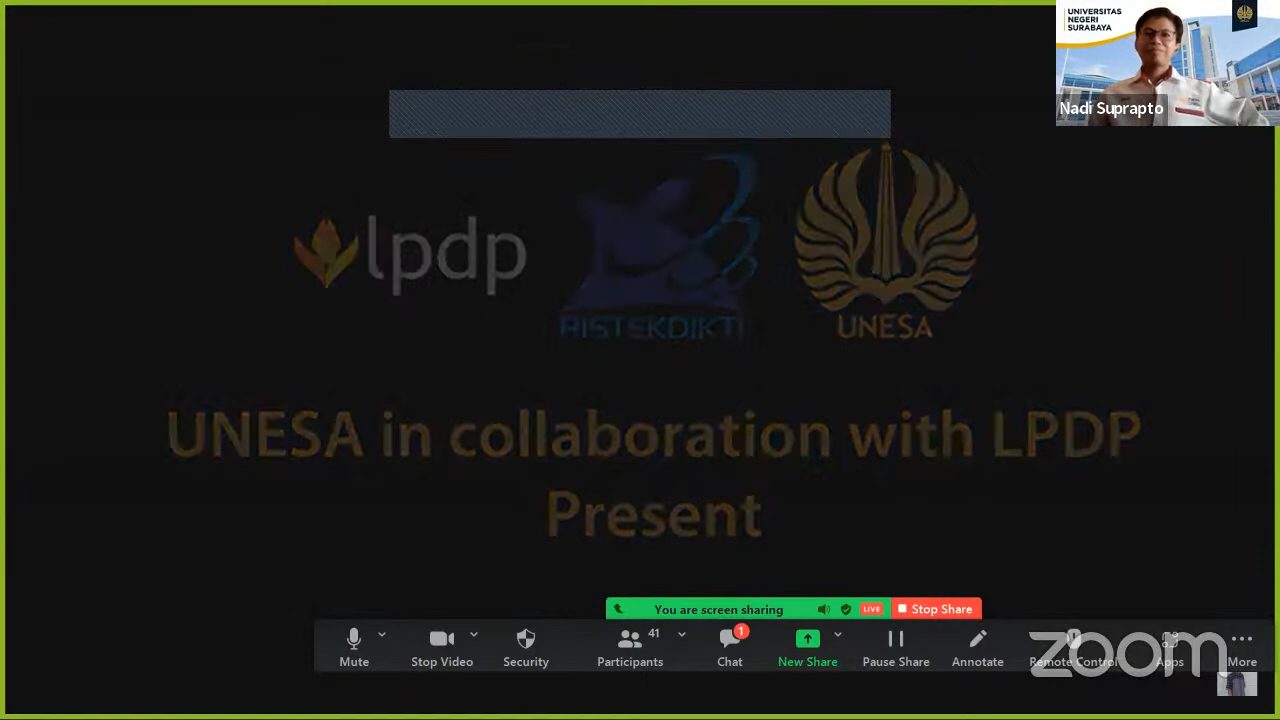 UNIVERSITAS
NEGERI
SURABAYA
Nadi Suprapto
lpdp
RISTEKDIKTI
UNESA
UNESA in collaboration with LPDP
Present
You are screen sharing
LIVE
Stop Share
Mute
Stop Video
Security
41
Participants
1
Chat
New Share
Pause Share
Annotate
Remote Control
Apps
More
zoom